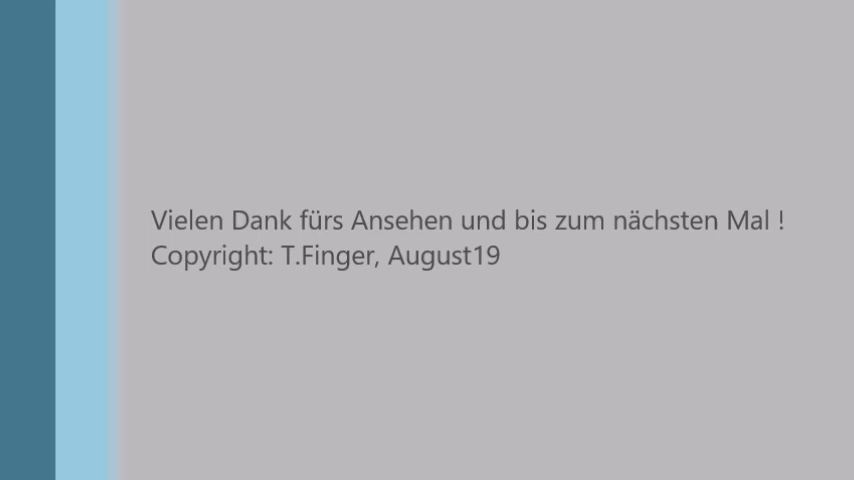 Vielen Dank fürs Ansehen und bis zum nächsten Mal !
Copyright: T.Finger, August19